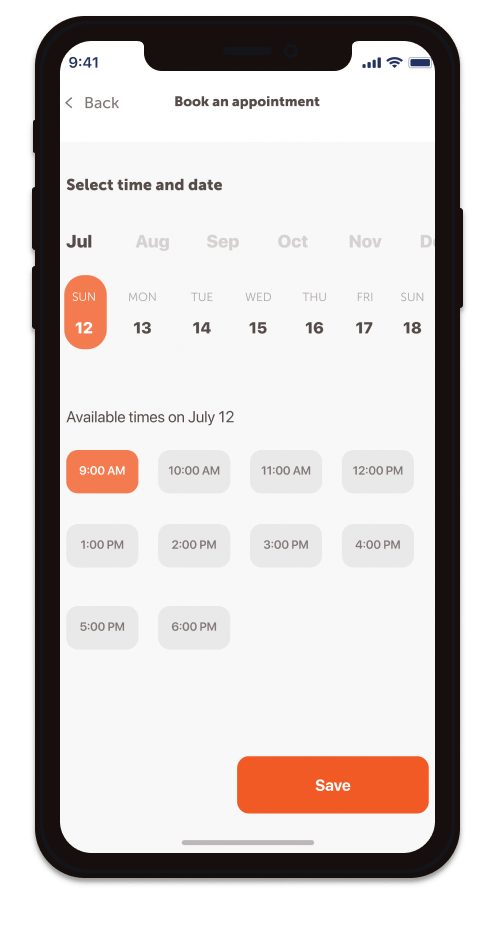 9:41
Back Book an appointment
Select time and date
Jul Aug Sep Oct Nov
SUN MON TUE WED THU FRI SUN
12 13 14 15 16 17 18
Available times on July 12
9:00 AM 10:00 AM 11:00 AM 12:00 PM
1:00 PM 2:00 PM 3:00 PM 4:00 PM
5:00 PM 6:00 PM
Save